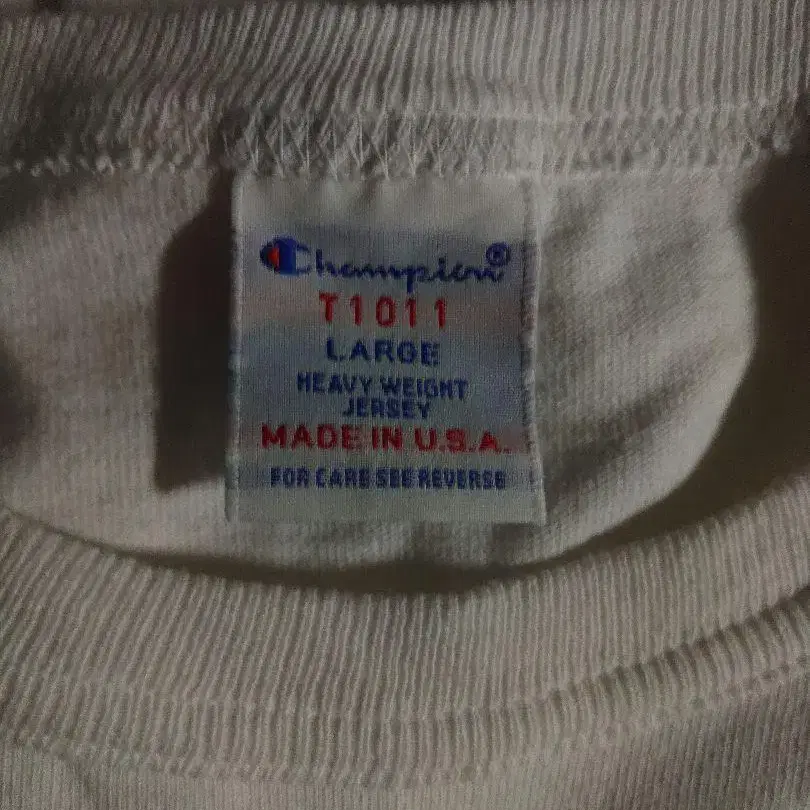 Champion®
T1011
LARGE
HEAVY WEIGHT
JERSEY
MADE IN U.S.A.
FOR CARE SEE REVERSE